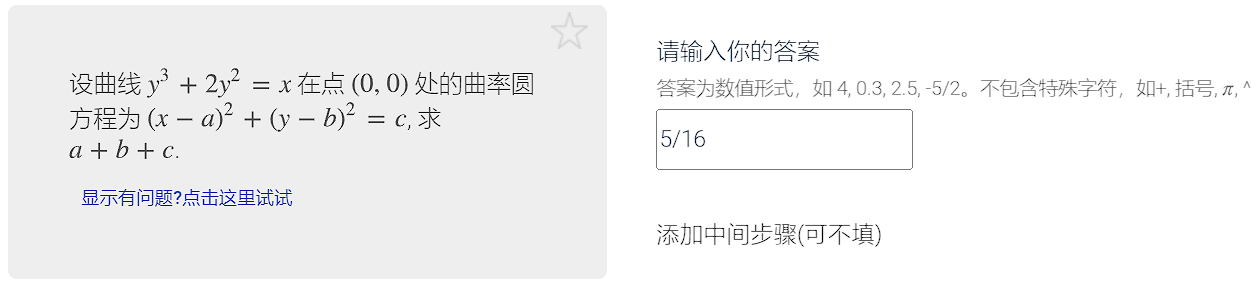 设曲线 y³ + 2y² = x 在点 (0, 0) 处的曲率圆
方程为 (x − a)² + (y − b)² = c, 求
a + b + c.
显示有问题?点击这里试试
请输入你的答案
答案为数值形式，如 4, 0.3, 2.5, -5/2。不包含特殊字符，如+, 括号, π, ^
5/16
添加中间步骤(可不填)